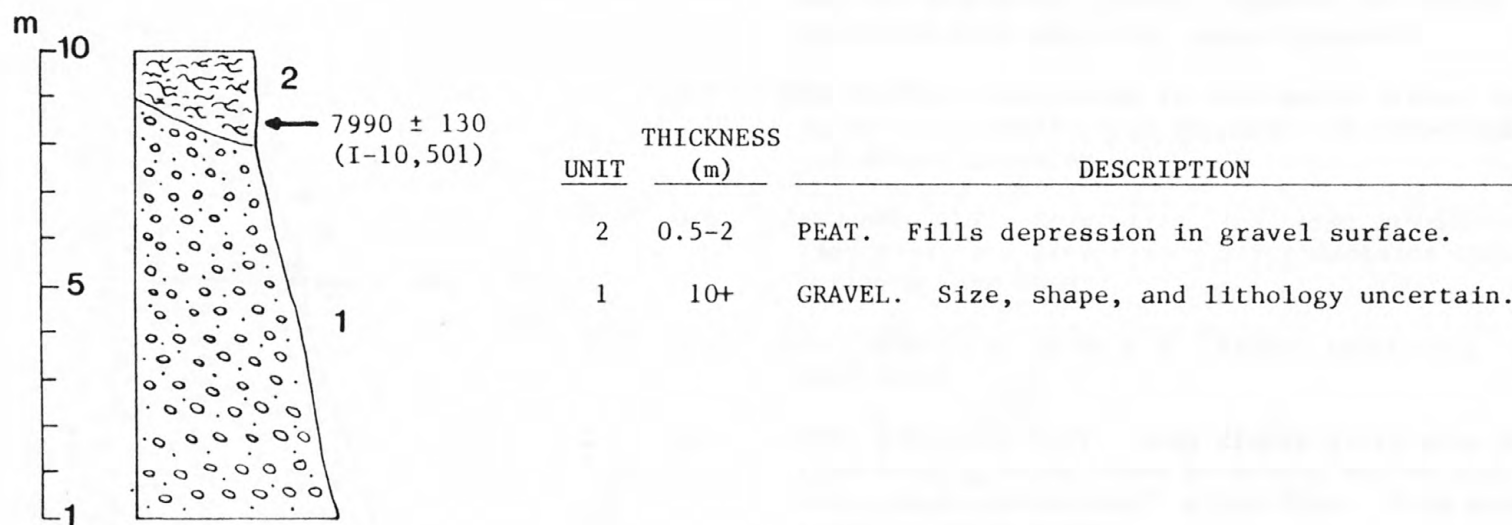 m
10
2
7990 ± 130
(I-10,501)
5
1
1
THICKNESS
UNIT (m) DESCRIPTION
2 0.5-2 PEAT. Fills depression in gravel surface.
1 10+ GRAVEL. Size, shape, and lithology uncertain.